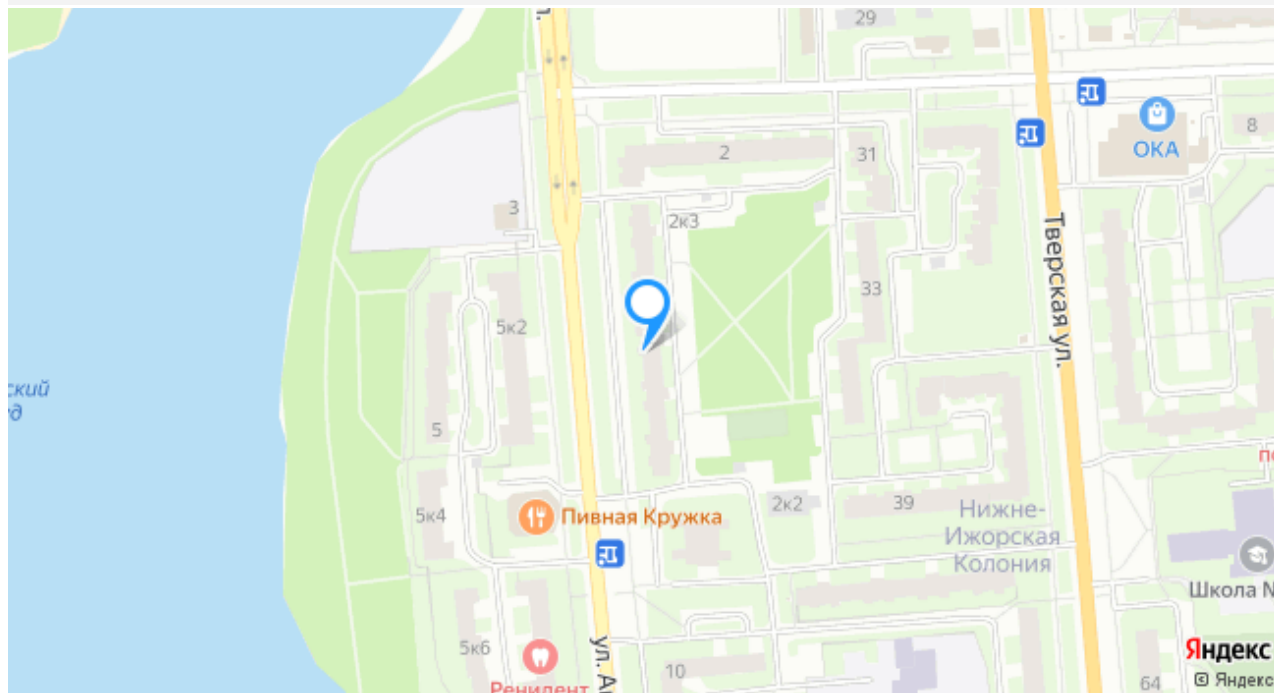 29
8
ОКА
2
31
3
2к3
Тверская ул.
33
5к2
ский
5
5к4
Пивная Кружка
2к2
39
Нижне-
Ижорская
Колония
Школа N
ул. А
5к6
10
Ренидент
64
Яндекс
© Яндекс